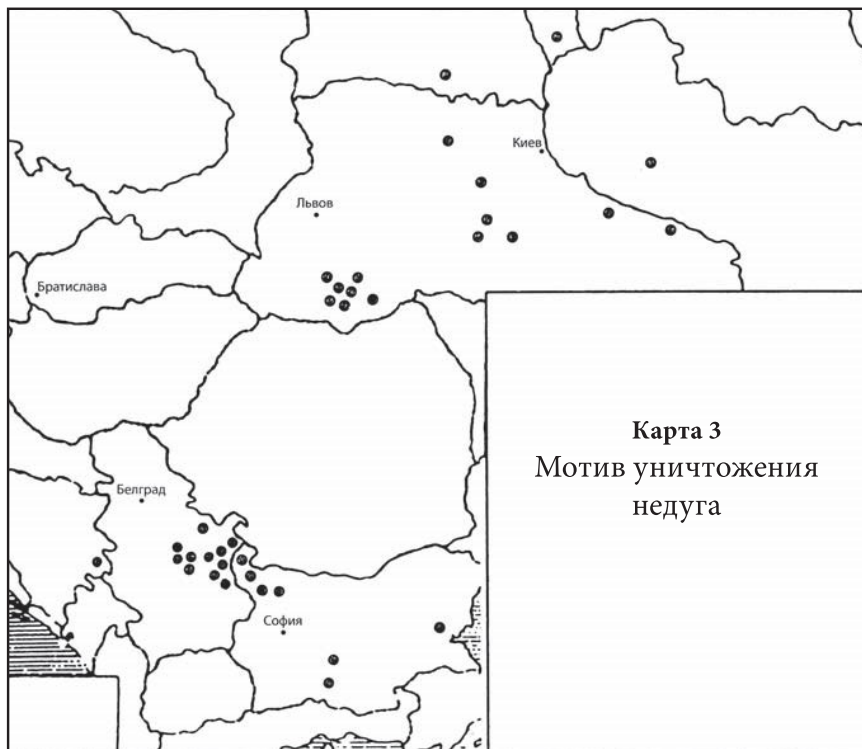 Киев
Львов
Братислава
Карта 3
Мотив уничтожения
недуга
Белград
София